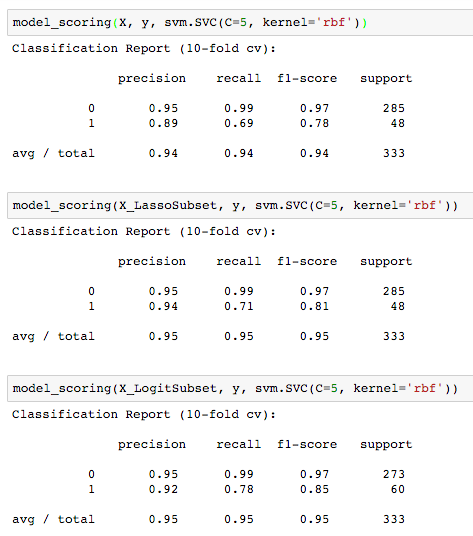 model_scoring(X, y, svm.SVC(C=5, kernel='rbf'))
Classification Report (10-fold cv):
precision recall f1-score support
0 0.95 0.99 0.97 285
1 0.89 0.69 0.78 48
avg / total 0.94 0.94 0.94 333
model_scoring(X_LassoSubset, y, svm.SVC(C=5, kernel='rbf'))
Classification Report (10-fold cv):
precision recall f1-score support
0 0.95 0.99 0.97 285
1 0.94 0.71 0.81 48
avg / total 0.95 0.95 0.95 333
model_scoring(X_LogitSubset, y, svm.SVC(C=5, kernel='rbf'))
Classification Report (10-fold cv):
precision recall f1-score support
0 0.95 0.99 0.97 273
1 0.92 0.78 0.85 60
avg / total 0.95 0.95 0.95 333